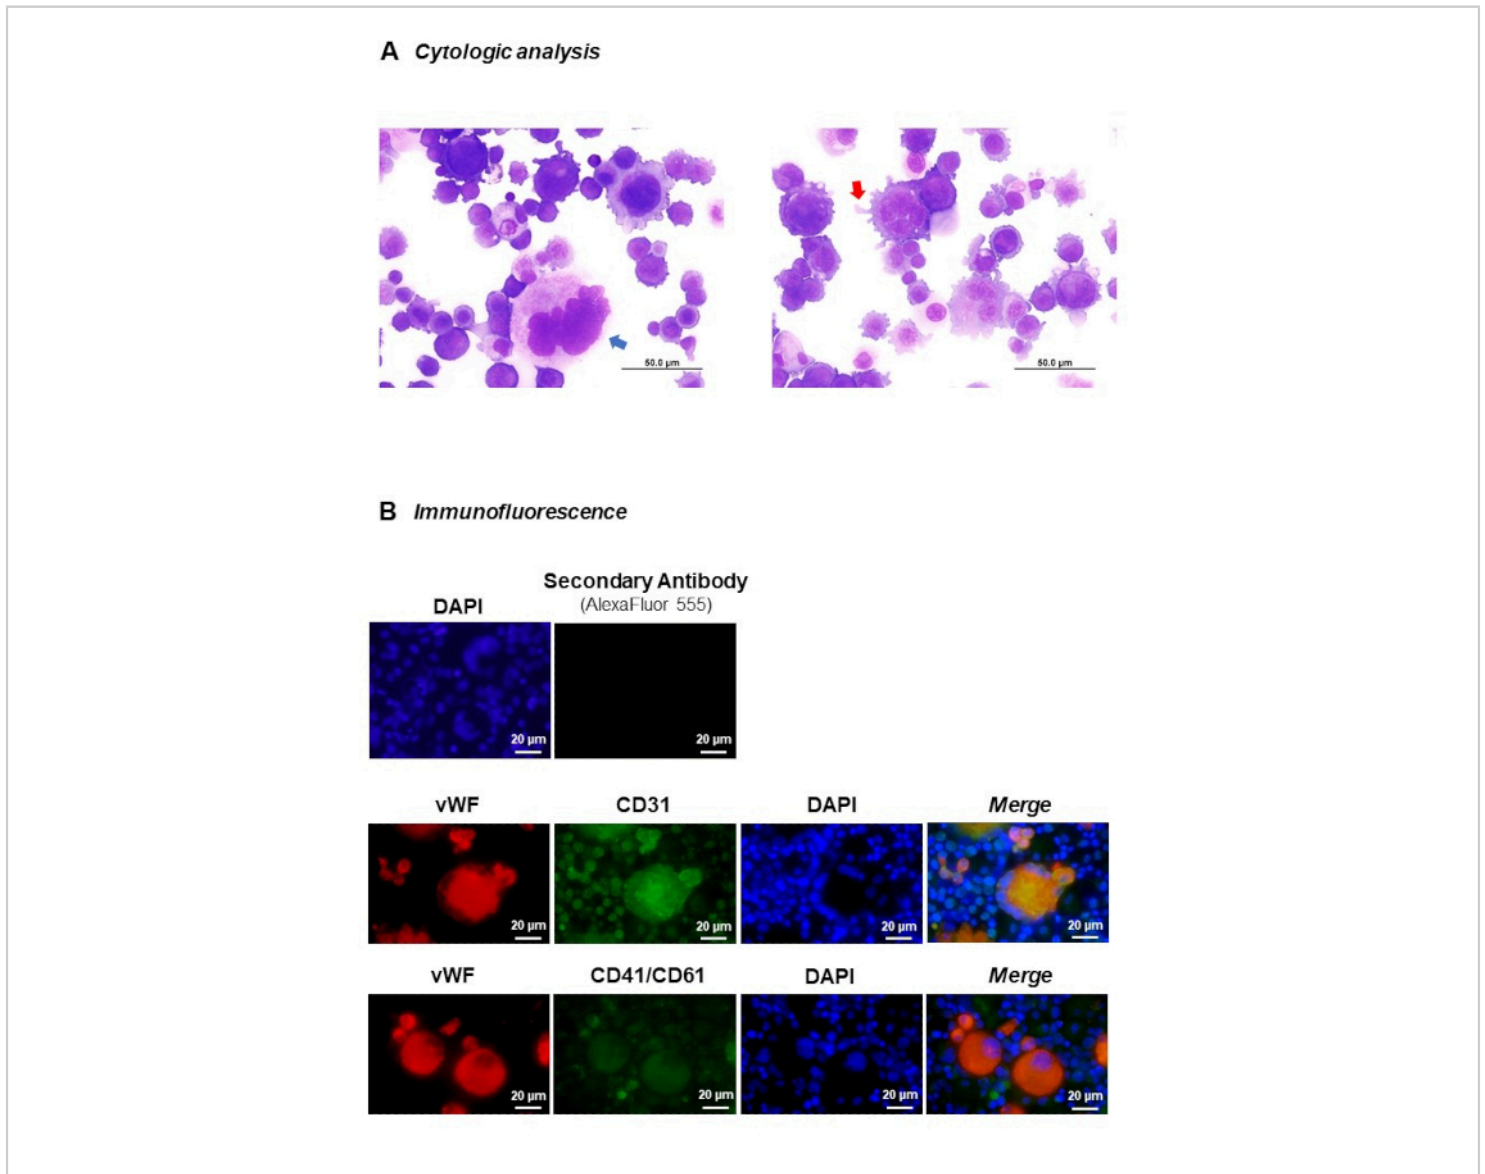 A Cytologic analysis
50.0 µm
50.0 µm
B Immunofluorescence
DAPI
Secondary Antibody
(AlexaFluor 555)
20 µm
20 µm
vWF
CD31
DAPI
Merge
20 µm
20 µm
20 µm
20 µm
vWF
CD41/CD61
DAPI
Merge
20 µm
20 µm
20 µm
20 µm